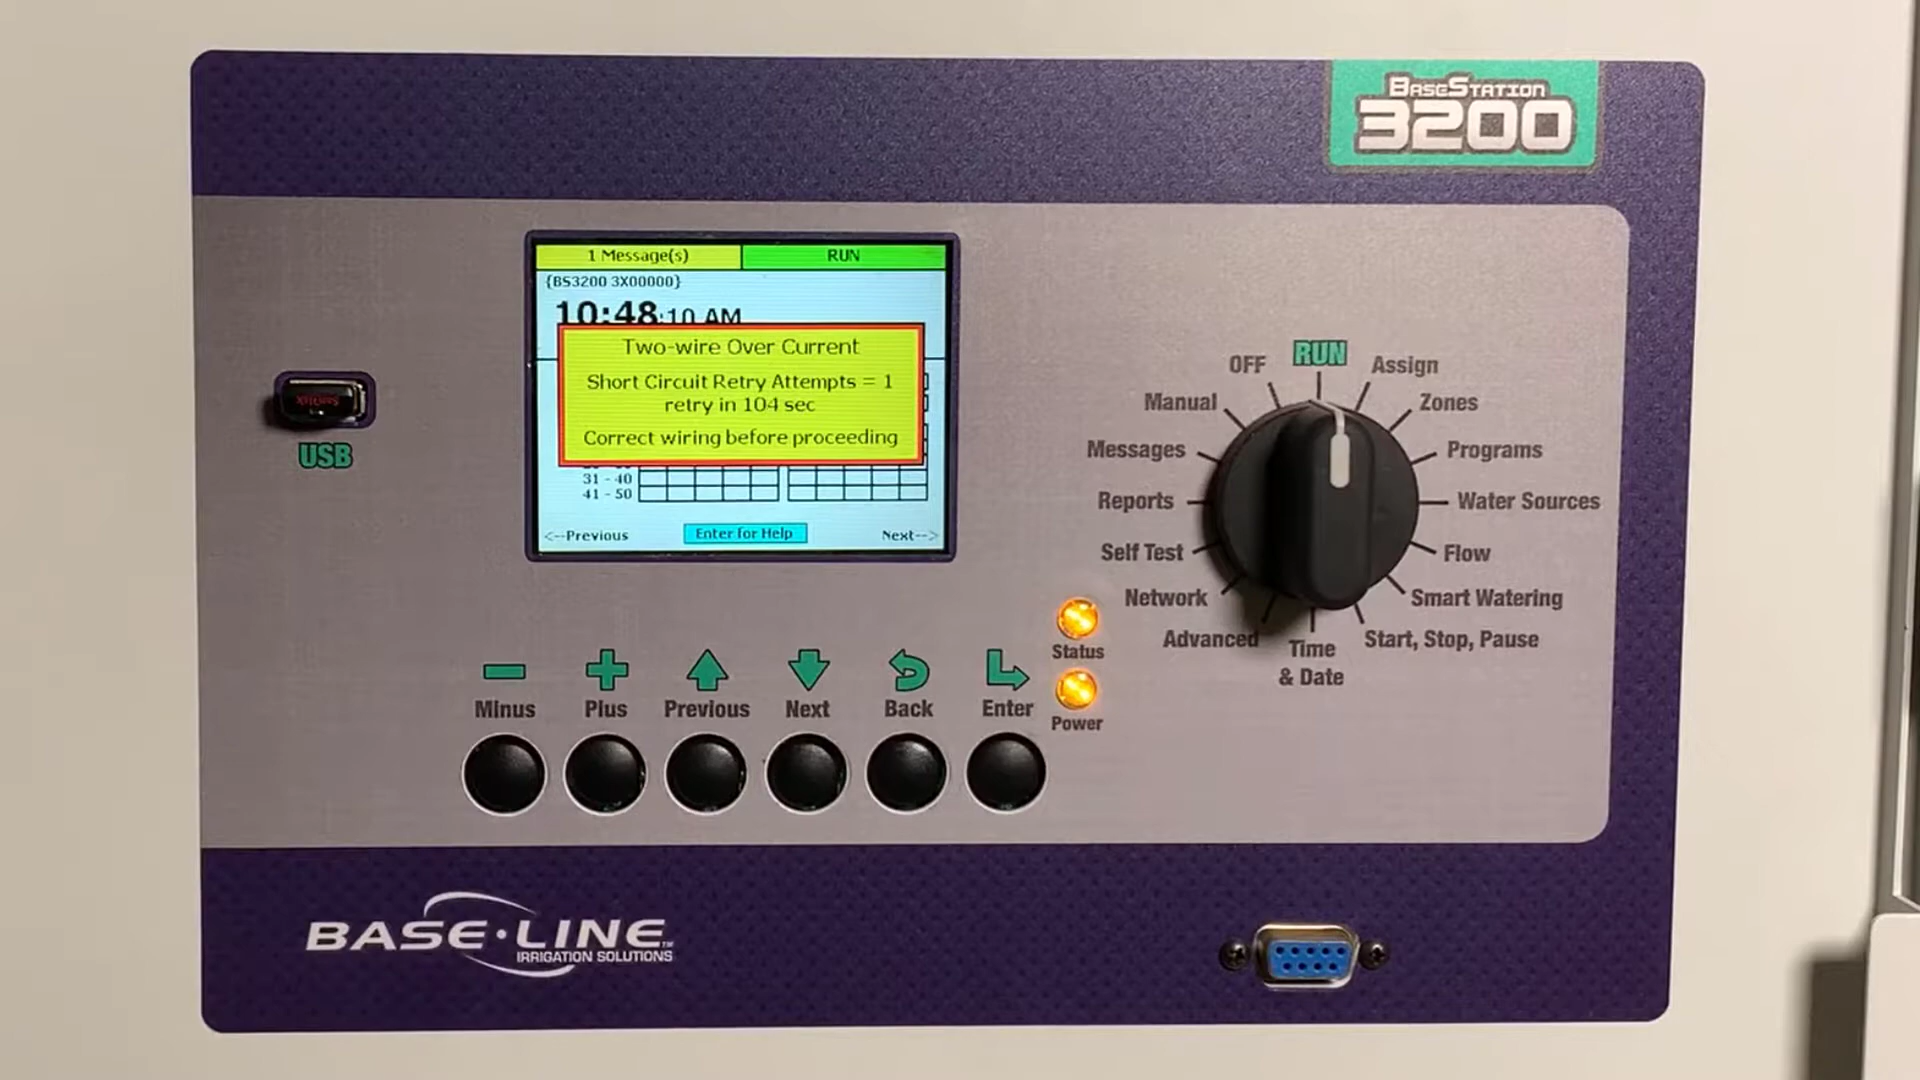 BASESTATION
3200
1 Message(s)
RUN
{BS3200 3X00000}
10:48:10 AM
Two-wire Over Current
Short Circuit Retry Attempts = 1
retry in 104 sec
Correct wiring before proceeding
31 - 40
41 - 50
<--Previous
Enter for Help
Next-->
SanDisk
USB
OFF
RUN
Assign
Manual
Zones
Messages
Programs
Reports
Water Sources
Self Test
Flow
Network
Smart Watering
Advanced
Time
& Date
Start, Stop, Pause
Status
Power
Minus
Plus
Previous
Next
Back
Enter
BASE·LINE™
IRRIGATION SOLUTIONS